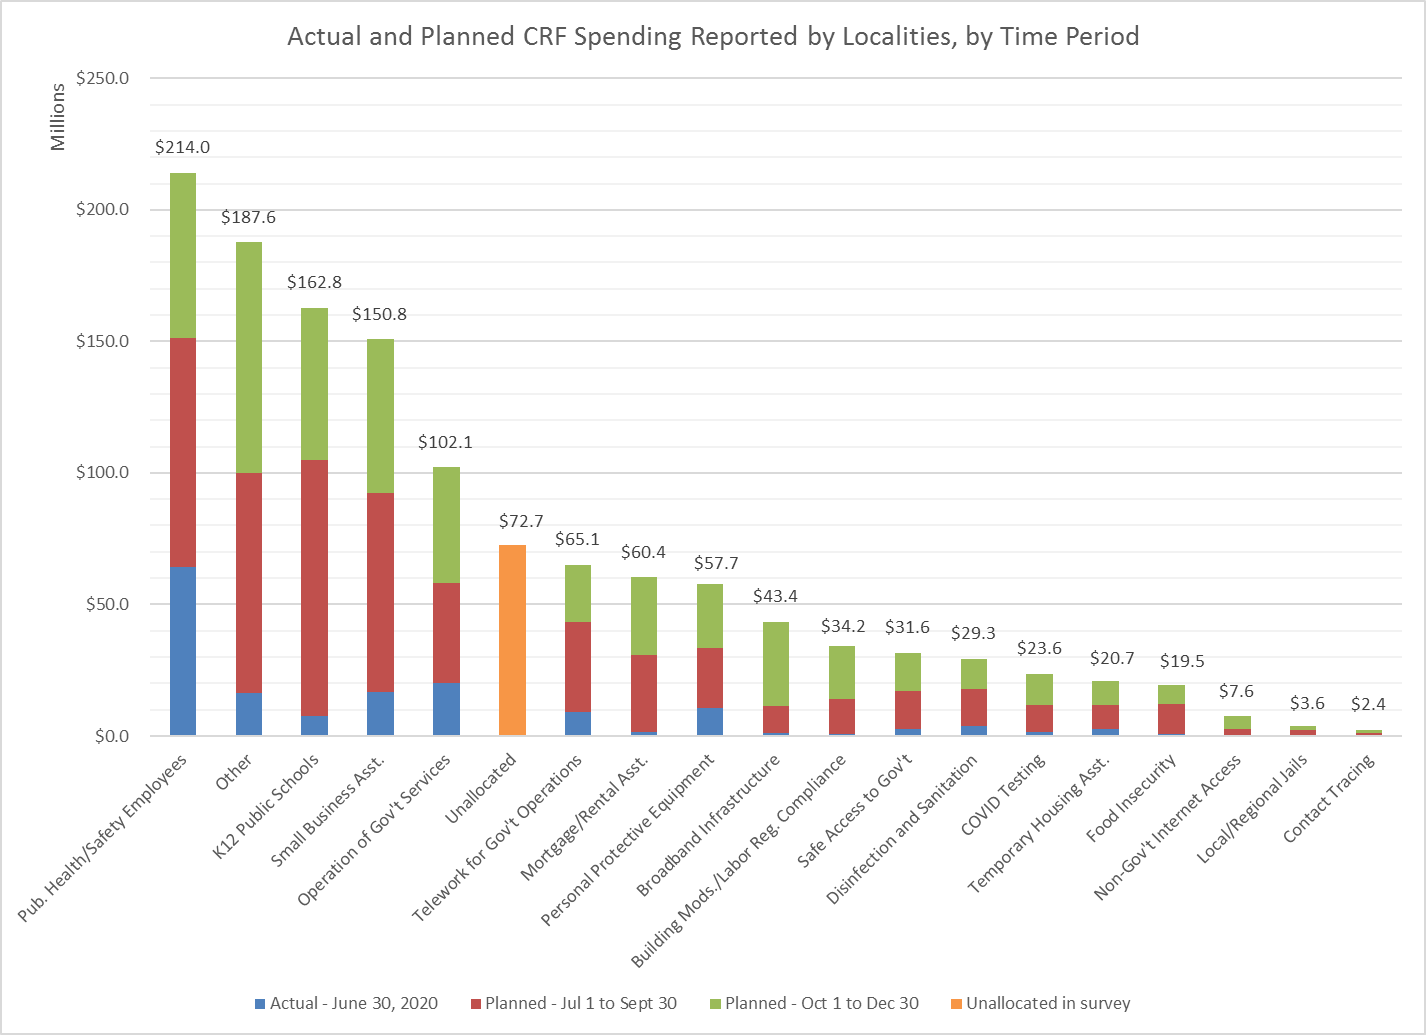 Actual and Planned CRF Spending Reported by Localities, by Time Period
Millions
$250.0
$200.0
$150.0
$100.0
$50.0
$0.0
$214.0
$187.6
$162.8
$150.8
$102.1
$72.7
$65.1
$60.4
$57.7
$43.4
$34.2
$31.6
$29.3
$23.6
$20.7
$19.5
$7.6
$3.6
$2.4
Pub. Health/Safety Employees
Other
K12 Public Schools
Small Business Asst.
Operation of Gov't Services
Unallocated
Telework for Gov't Operations
Mortgage/Rental Asst.
Personal Protective Equipment
Broadband Infrastructure
Building Mods./Labor Reg. Compliance
Safe Access to Gov't
Disinfection and Sanitation
COVID Testing
Temporary Housing Asst.
Food Insecurity
Non-Gov't Internet Access
Local/Regional Jails
Contact Tracing
Actual - June 30, 2020
Planned - Jul 1 to Sept 30
Planned - Oct 1 to Dec 30
Unallocated in survey